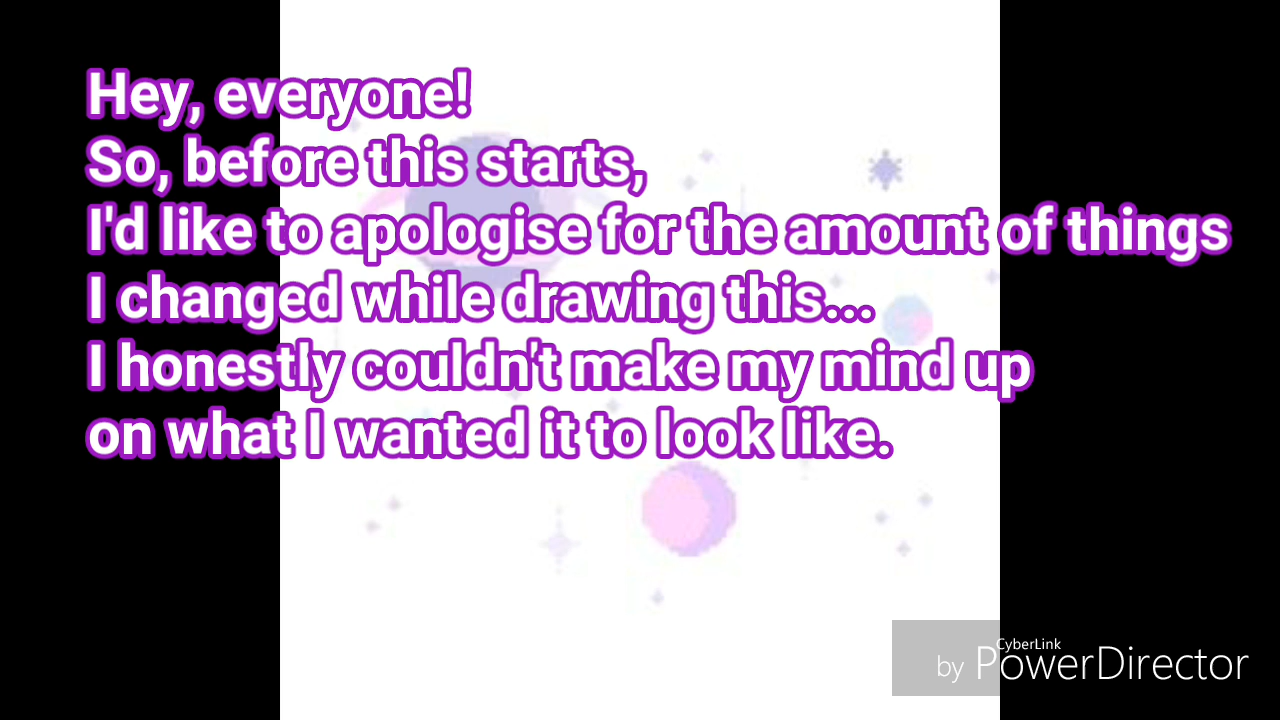 Hey, everyone!
So, before this starts,
I'd like to apologise for the amount of things
I changed while drawing this...
I honestly couldn't make my mind up
on what I wanted it to look like.
CyberLink
by PowerDirector